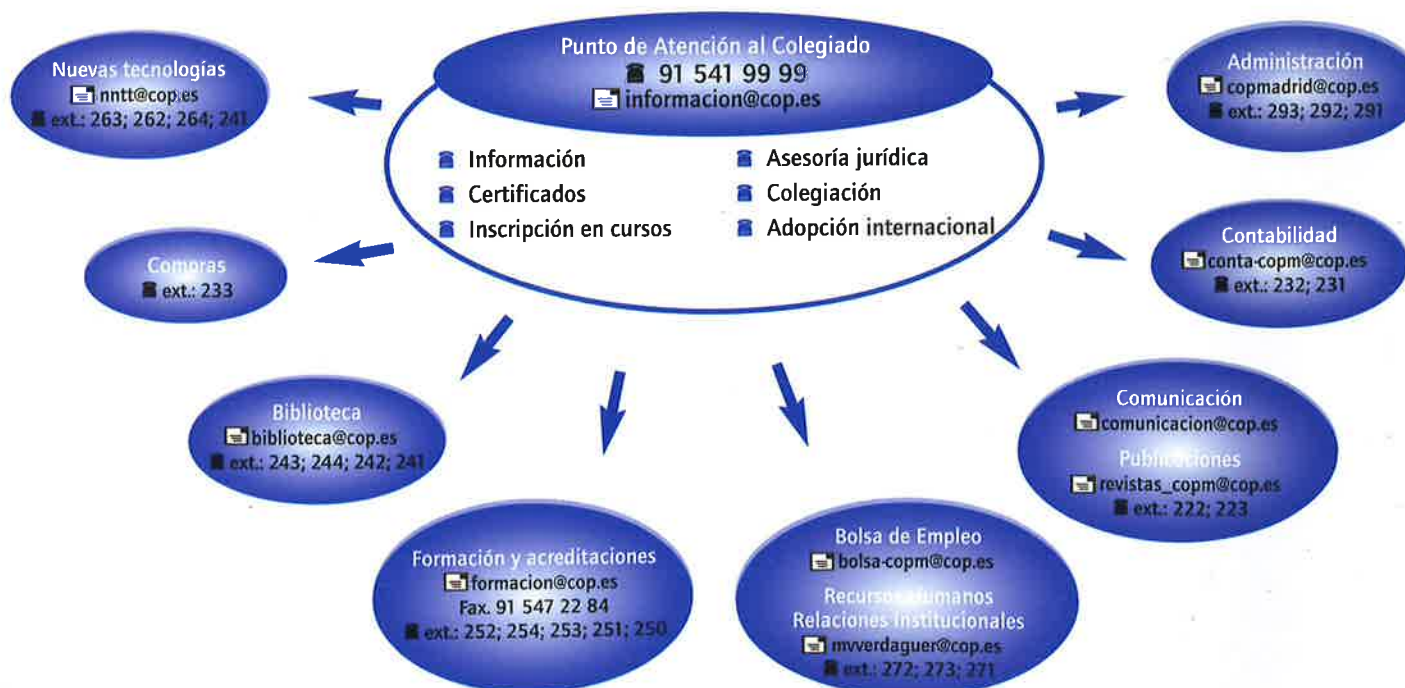 Punto de Atención al Colegiado
91 541 99 99
informacion@cop.es
Información
Certificados
Inscripción en cursos
Asesoría jurídica
Colegiación
Adopción internacional
Nuevas tecnologías
nntt@cop.es
ext.: 263; 262; 264; 241
Compras
ext.: 233
Biblioteca
biblioteca@cop.es
ext.: 243; 244; 242; 241
Formación y acreditaciones
formacion@cop.es
Fax. 91 547 22 84
ext.: 252; 254; 253; 251; 250
Bolsa de Empleo
bolsa-copm@cop.es
Recursos Humanos
Relaciones Institucionales
mvverdaguer@cop.es
ext.: 272; 273; 271
Comunicación
comunicacion@cop.es
Publicaciones
revistas_copm@cop.es
ext.: 222; 223
Contabilidad
conta-copm@cop.es
ext.: 232; 231
Administración
copmadrid@cop.es
ext.: 293; 292; 291